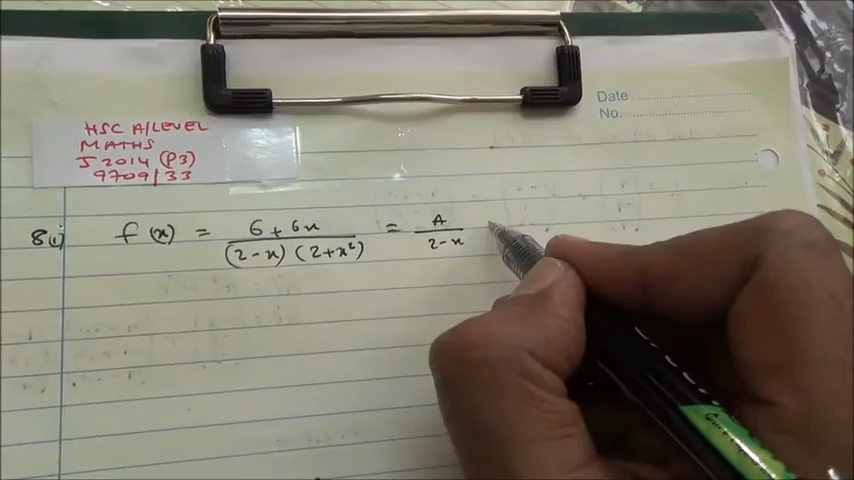 Date
No.
HSC A/LEVEL
MATHS
J 2014 (P3)
9709/33
8(i) f(x) = 6+6x / (2-x)(2+x²) = A / 2-x